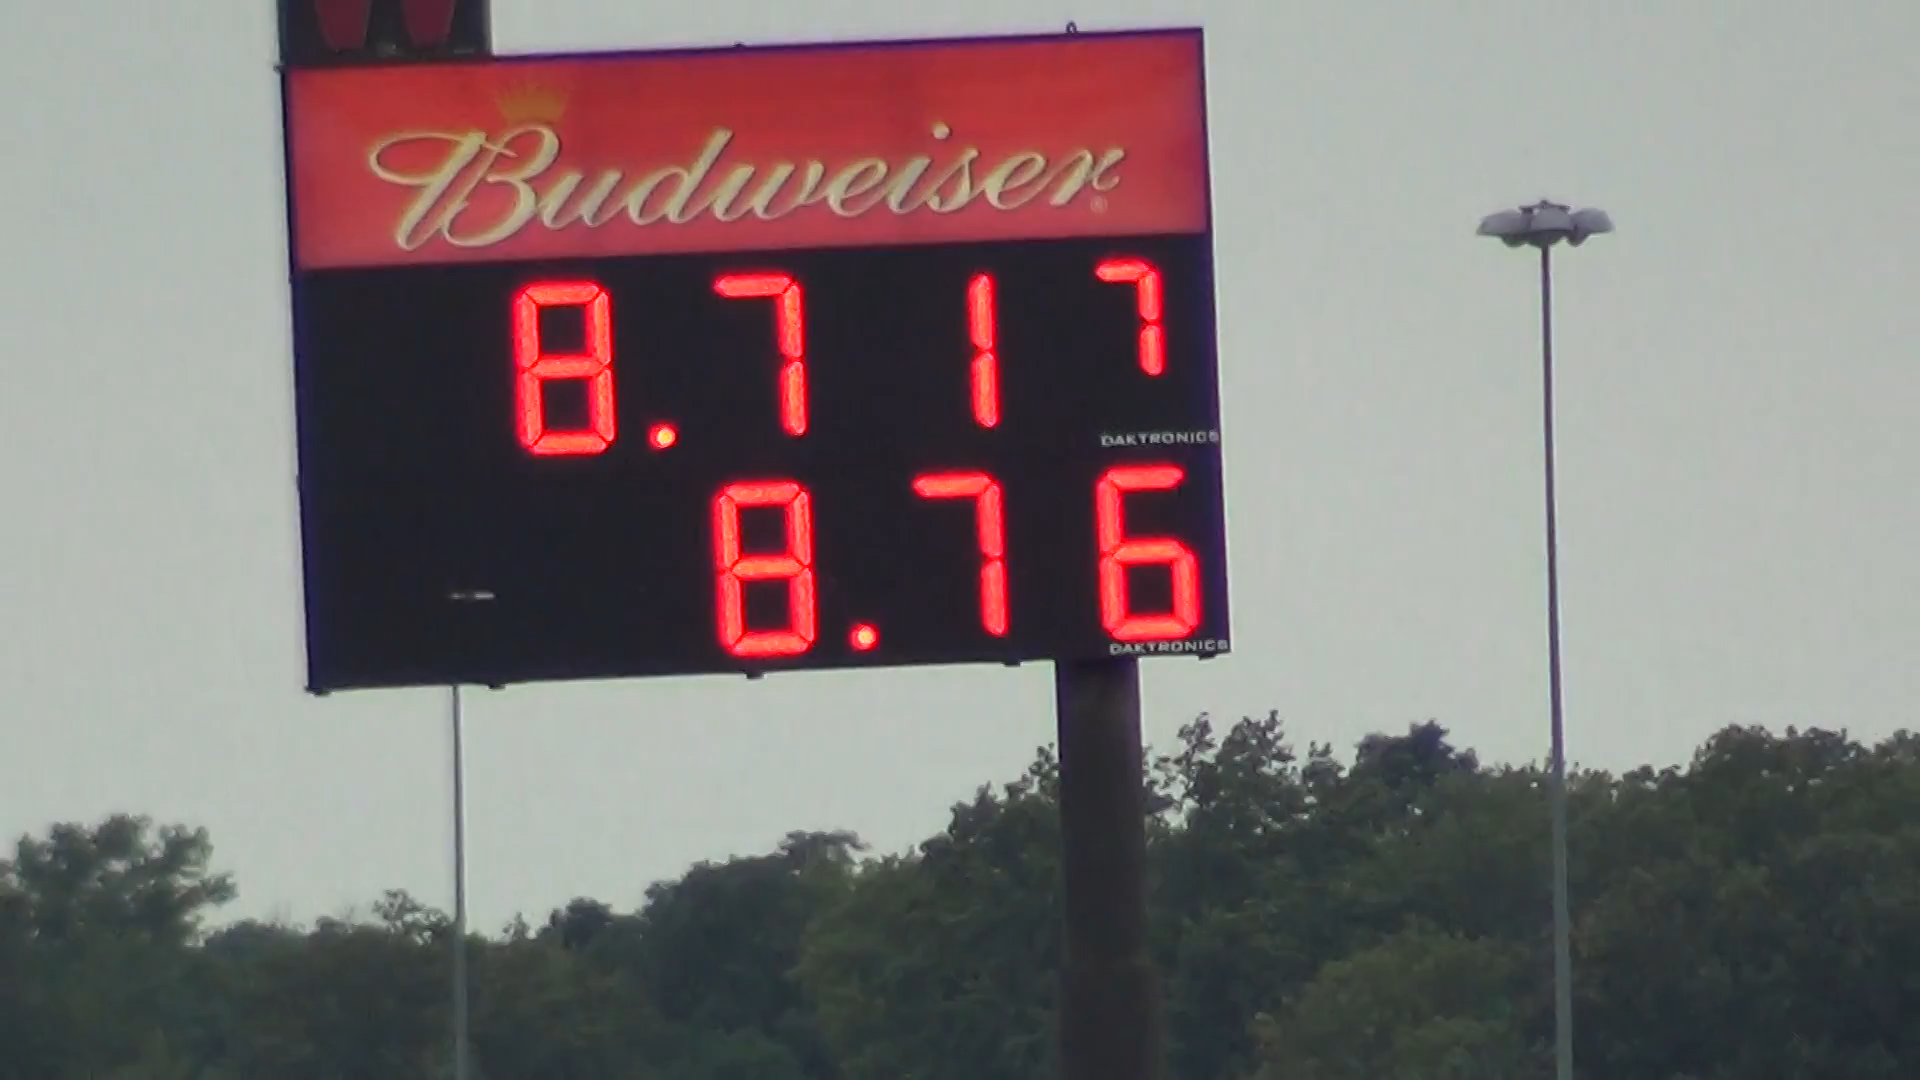 Budweiser®
8.717
DAKTRONICS
8.76
DAKTRONICS